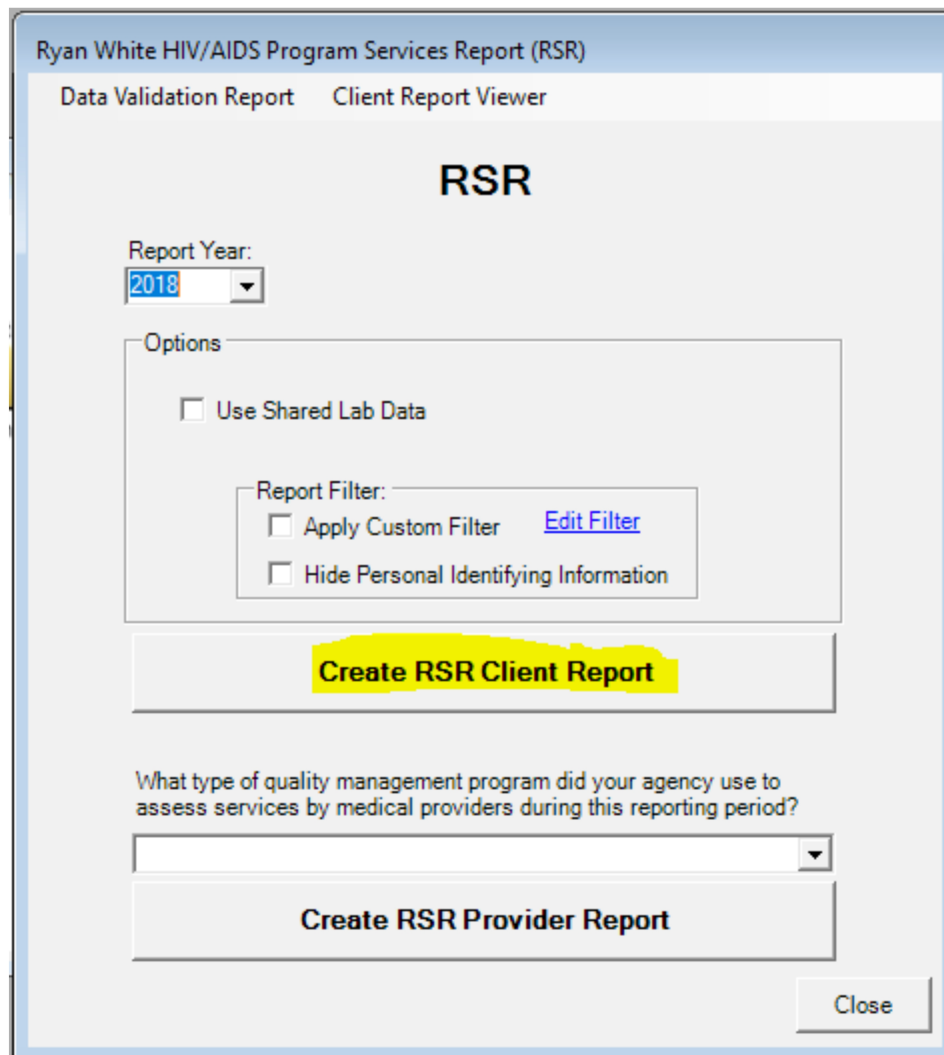 Ryan White HIV/AIDS Program Services Report (RSR)
Data Validation Report Client Report Viewer
RSR
Report Year:
2018
Options
Use Shared Lab Data
Report Filter:
Apply Custom Filter Edit Filter
Hide Personal Identifying Information
Create RSR Client Report
What type of quality management program did your agency use to
assess services by medical providers during this reporting period?
Create RSR Provider Report
Close